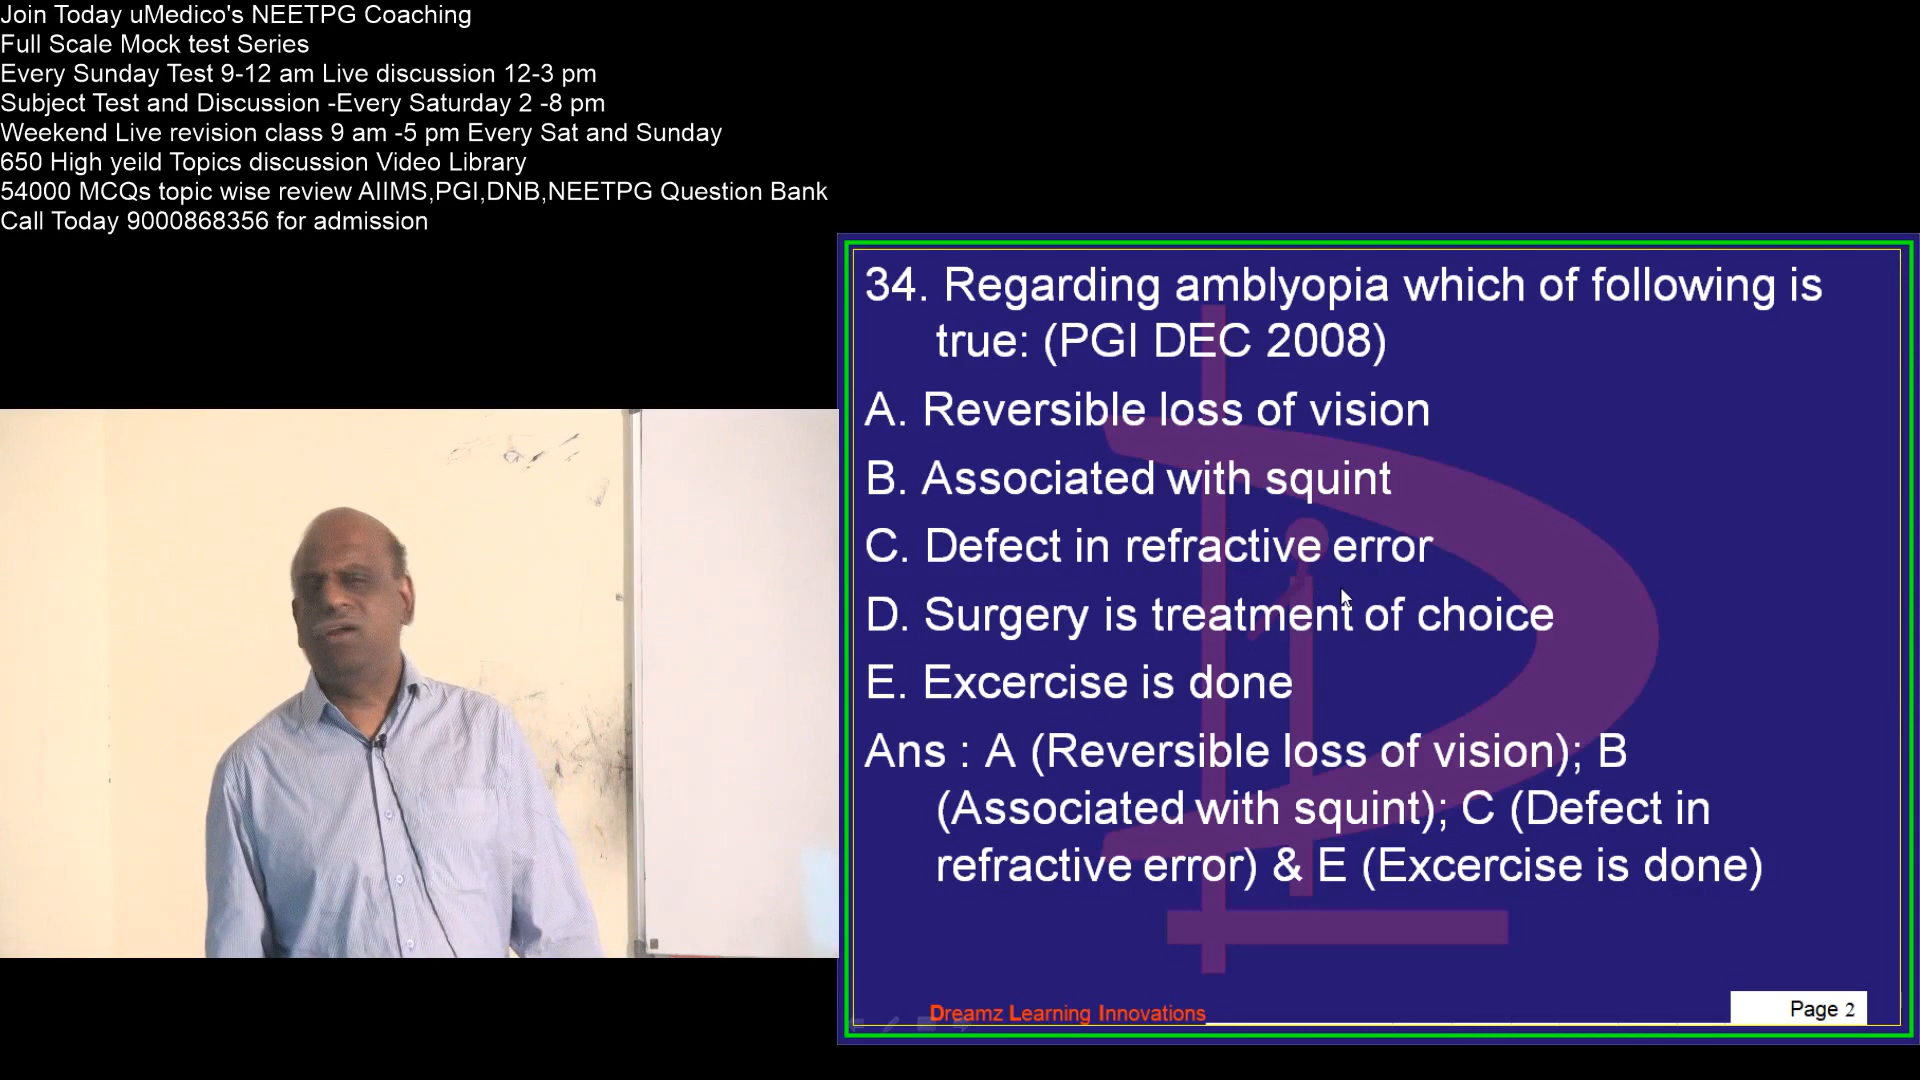 Join Today uMedico's NEETPG Coaching
Full Scale Mock test Series
Every Sunday Test 9-12 am Live discussion 12-3 pm
Subject Test and Discussion -Every Saturday 2 -8 pm
Weekend Live revision class 9 am -5 pm Every Sat and Sunday
650 High yeild Topics discussion Video Library
54000 MCQs topic wise review AIIMS,PGI,DNB,NEETPG Question Bank
Call Today 9000868356 for admission
34. Regarding amblyopia which of following is
true: (PGI DEC 2008)
A. Reversible loss of vision
B. Associated with squint
C. Defect in refractive error
D. Surgery is treatment of choice
E. Excercise is done
Ans : A (Reversible loss of vision); B
(Associated with squint); C (Defect in
refractive error) & E (Excercise is done)
Dreamz Learning Innovations
Page 2